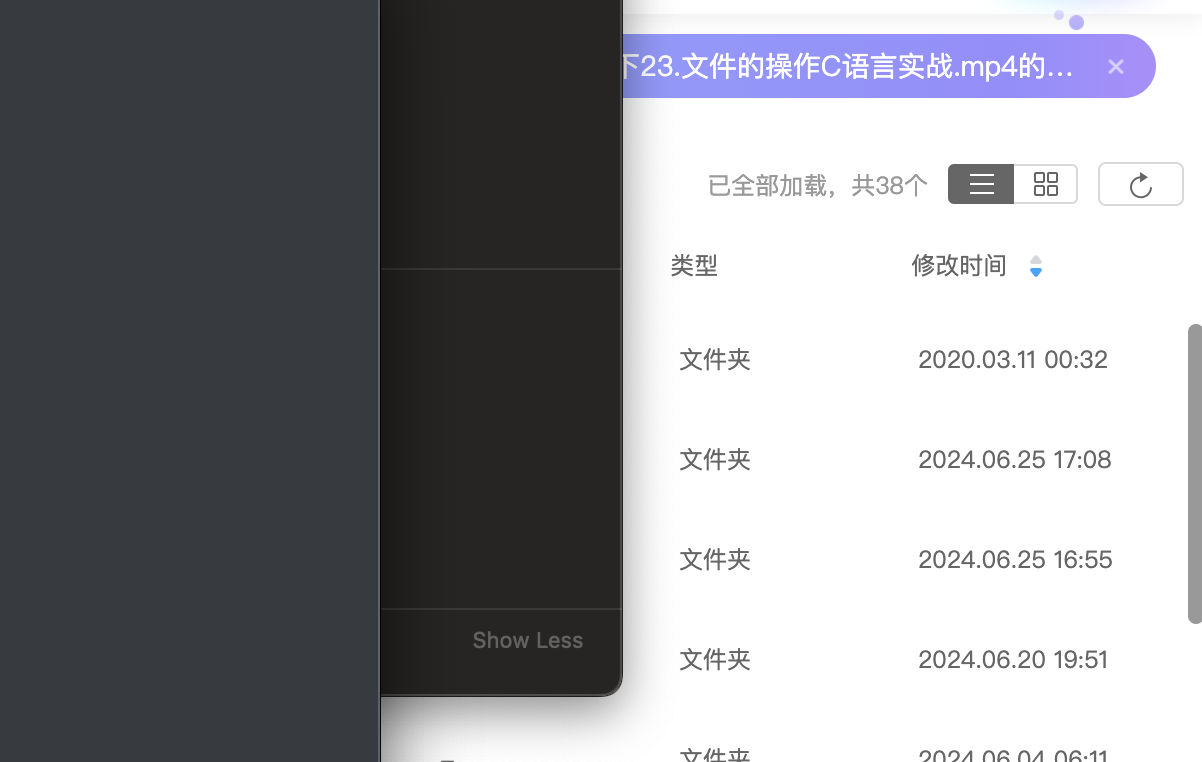 下23.文件的操作C语言实战.mp4的...
已全部加载，共38个
类型 修改时间
文件夹 2020.03.11 00:32
文件夹 2024.06.25 17:08
文件夹 2024.06.25 16:55
Show Less
文件夹 2024.06.20 19:51
文件夹 2024.06.04 06:11